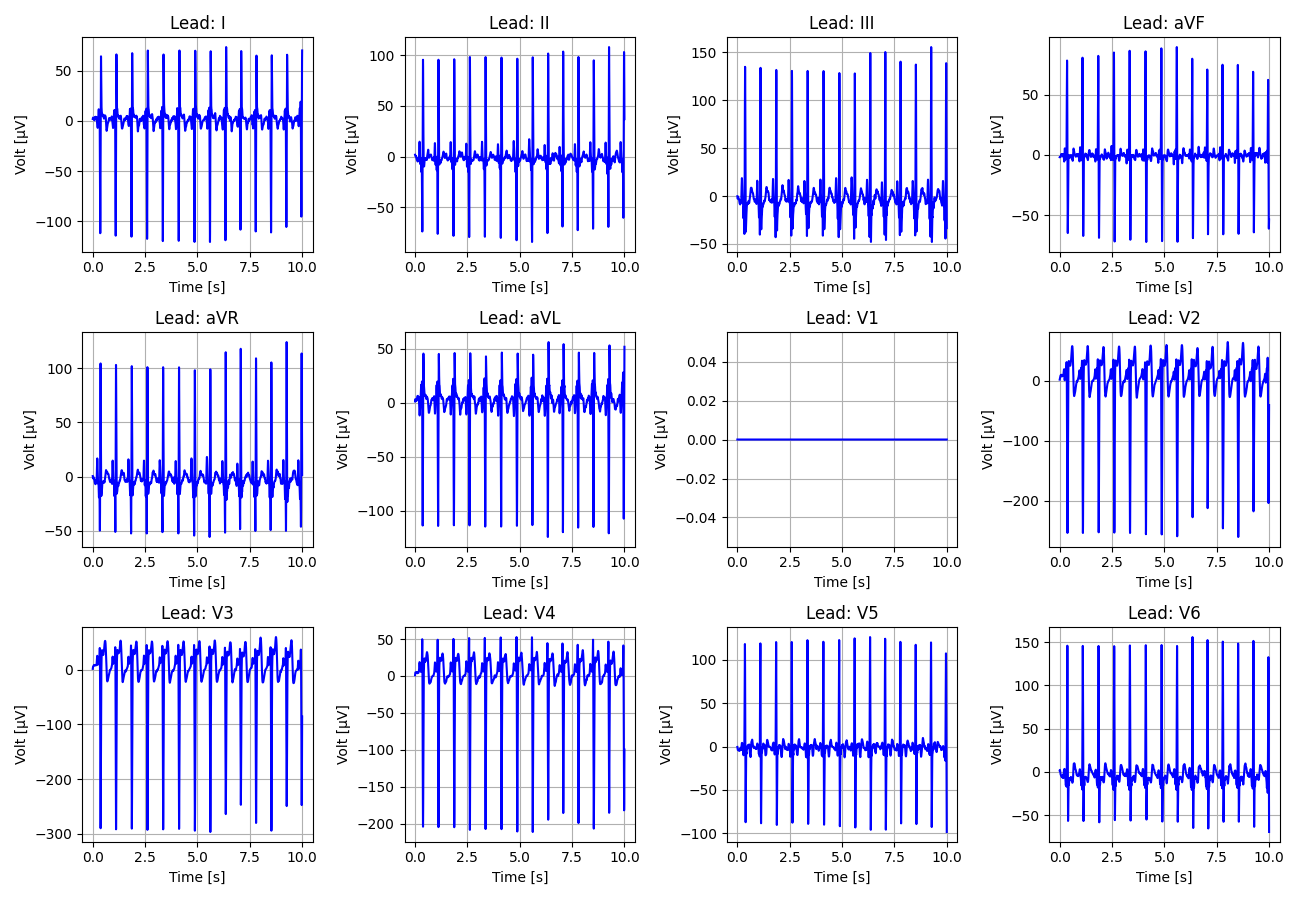 Lead: I
Volt [µV]
50
0
−50
−100
0.0 2.5 5.0 7.5 10.0
Time [s]
Lead: II
Volt [µV]
100
50
0
−50
0.0 2.5 5.0 7.5 10.0
Time [s]
Lead: III
Volt [µV]
150
100
50
0
−50
0.0 2.5 5.0 7.5 10.0
Time [s]
Lead: aVF
Volt [µV]
50
0
−50
0.0 2.5 5.0 7.5 10.0
Time [s]
Lead: aVR
Volt [µV]
100
50
0
−50
0.0 2.5 5.0 7.5 10.0
Time [s]
Lead: aVL
Volt [µV]
50
0
−50
−100
0.0 2.5 5.0 7.5 10.0
Time [s]
Lead: V1
Volt [µV]
0.04
0.02
0.00
−0.02
−0.04
0.0 2.5 5.0 7.5 10.0
Time [s]
Lead: V2
Volt [µV]
0
−100
−200
0.0 2.5 5.0 7.5 10.0
Time [s]
Lead: V3
Volt [µV]
0
−100
−200
−300
0.0 2.5 5.0 7.5 10.0
Time [s]
Lead: V4
Volt [µV]
50
0
−50
−100
−150
−200
0.0 2.5 5.0 7.5 10.0
Time [s]
Lead: V5
Volt [µV]
100
50
0
−50
−100
0.0 2.5 5.0 7.5 10.0
Time [s]
Lead: V6
Volt [µV]
150
100
50
0
−50
0.0 2.5 5.0 7.5 10.0
Time [s]